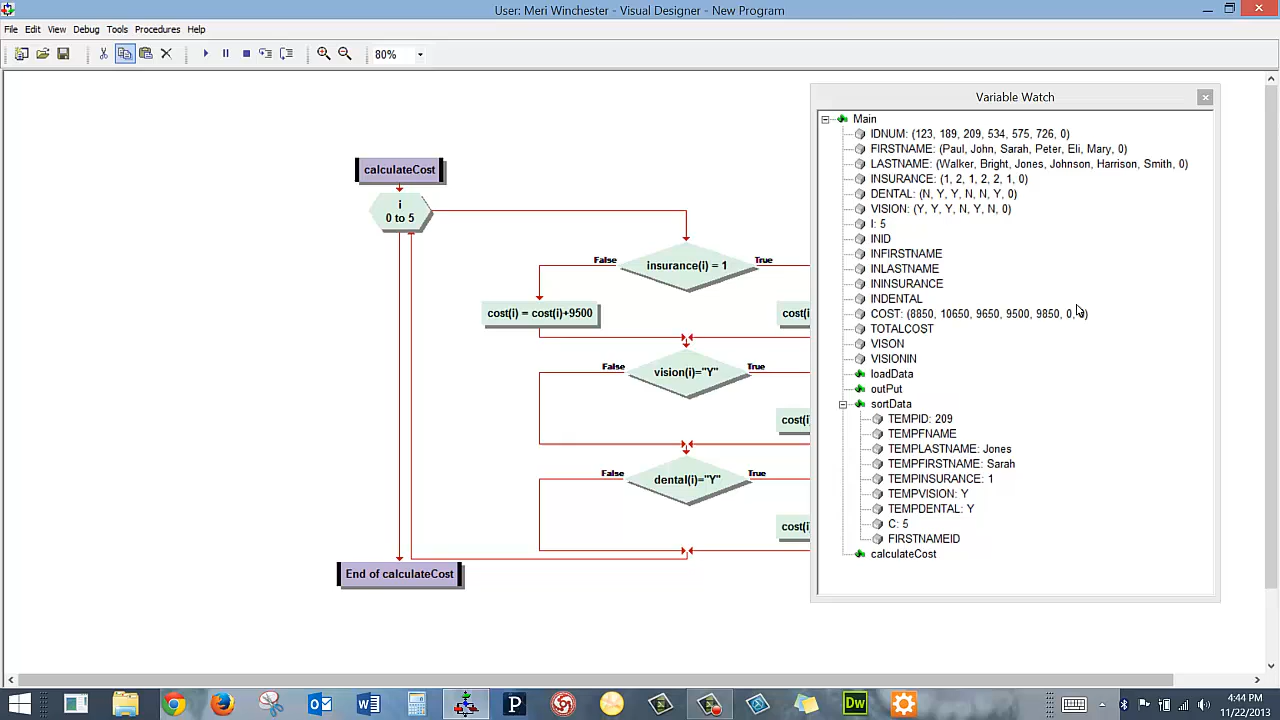 User: Meri Winchester - Visual Designer - New Program
File Edit View Debug Tools Procedures Help
80%
calculateCost
i
0 to 5
insurance(i) = 1
False
True
cost(i) = cost(i)+9500
cost(i)
vision(i)="Y"
False
True
cost(i)
dental(i)="Y"
False
True
cost(i)
End of calculateCost
Variable Watch
Main
IDNUM: (123, 189, 209, 534, 575, 726, 0)
FIRSTNAME: (Paul, John, Sarah, Peter, Eli, Mary, 0)
LASTNAME: (Walker, Bright, Jones, Johnson, Harrison, Smith, 0)
INSURANCE: (1, 2, 1, 2, 2, 1, 0)
DENTAL: (N, Y, Y, N, N, Y, 0)
VISION: (Y, Y, Y, N, Y, N, 0)
I: 5
INID
INFIRSTNAME
INLASTNAME
ININSURANCE
INDENTAL
COST: (8850, 10650, 9650, 9500, 9850, 0, 0)
TOTALCOST
VISON
VISIONIN
loadData
outPut
sortData
TEMPID: 209
TEMPFNAME
TEMPLASTNAME: Jones
TEMPFIRSTNAME: Sarah
TEMPINSURANCE: 1
TEMPVISION: Y
TEMPDENTAL: Y
C: 5
FIRSTNAMEID
calculateCost
Dw
4:44 PM
11/22/2013